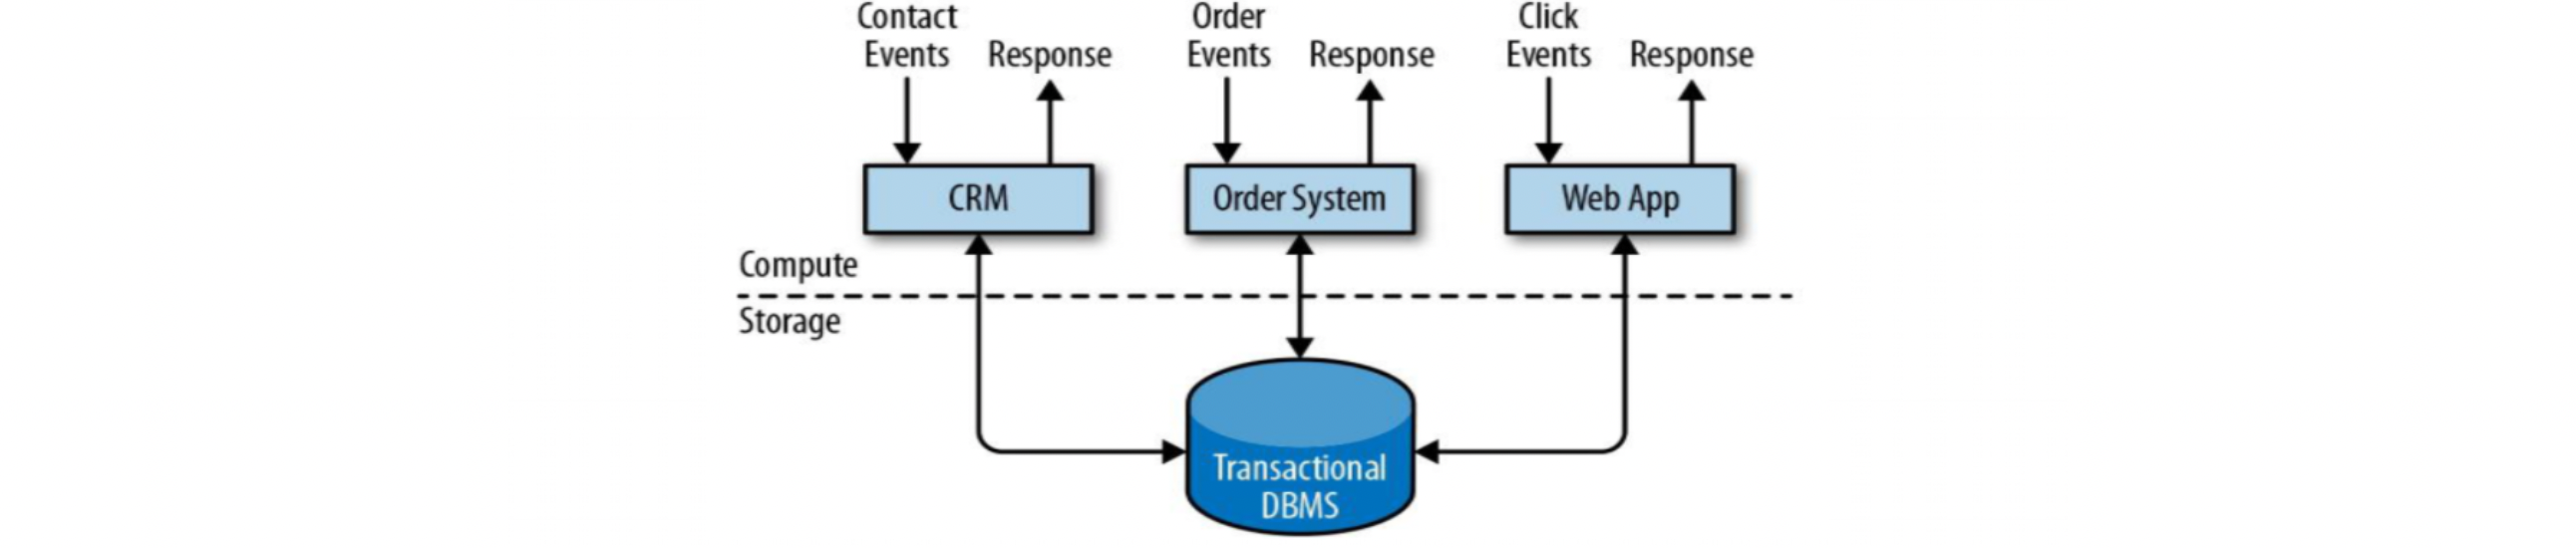 Contact
Events
Response
Order
Events
Response
Click
Events
Response
CRM
Order System
Web App
Compute
Storage
Transactional
DBMS